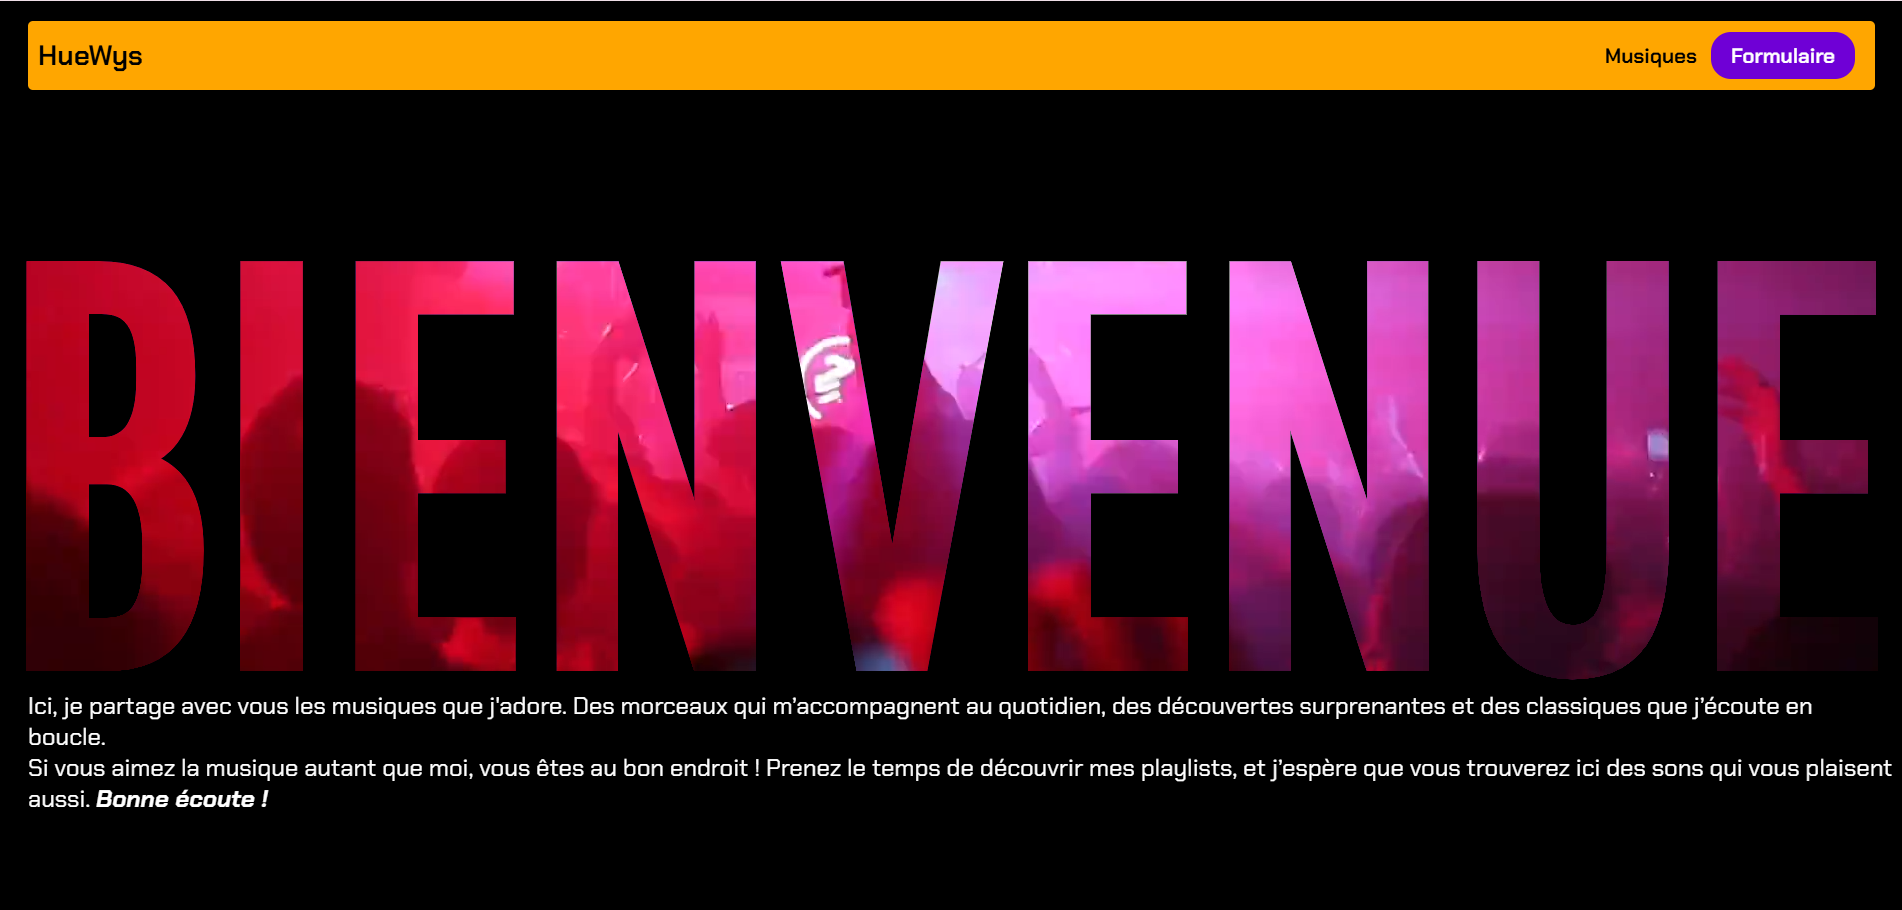 HueWys
Musiques
Formulaire
BIENVENUE
Ici, je partage avec vous les musiques que j'adore. Des morceaux qui m’accompagnent au quotidien, des découvertes surprenantes et des classiques que j’écoute en
boucle.
Si vous aimez la musique autant que moi, vous êtes au bon endroit ! Prenez le temps de découvrir mes playlists, et j’espère que vous trouverez ici des sons qui vous plaisent
aussi. Bonne écoute !